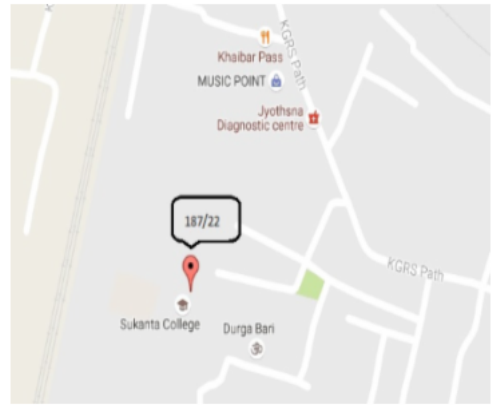 Khaibar Pass
KGRS Path
MUSIC POINT
Jyothsna
Diagnostic centre
187/22
KGRS Path
Sukanta College
Durga Bari